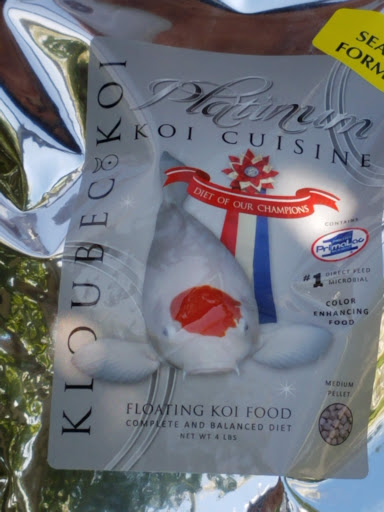 SEA
FORM
KLOUBEC KOI
Platinum
KOI CUISINE
DIET OF OUR CHAMPIONS
CONTAINS
PrimaLac
#1 DIRECT FEED
MICROBIAL
COLOR
ENHANCING
FOOD
MEDIUM
PELLET
FLOATING KOI FOOD
COMPLETE AND BALANCED DIET
NET WT 4 LBS